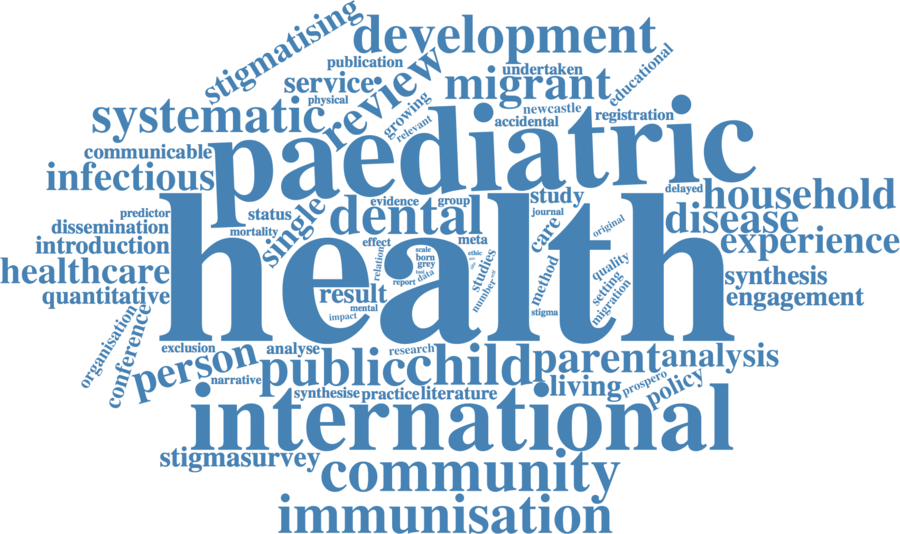 stigmatising
development
publication
undertaken
educational
service
review
migrant
physical
growing
newcastle
systematic
relevant
accidental
registration
paediatric
communicable
infectious
delayed
household
predictor
status
evidence
group
study
disease
dissemination
mortality
single
dental
journal
care
original
experience
introduction
effect
meta
relation
scale
born
grey
tool
data
report
ethic
studies
number
method
quality
setting
migration
healthcare
health
synthesis
quantitative
result
mental
impact
stigma
engagement
organisation
conference
exclusion
person
analyse
research
public
child
parent
analysis
narrative
synthesise
practice
literature
living
prospero
policy
international
stigmasurvey
community
immunisation